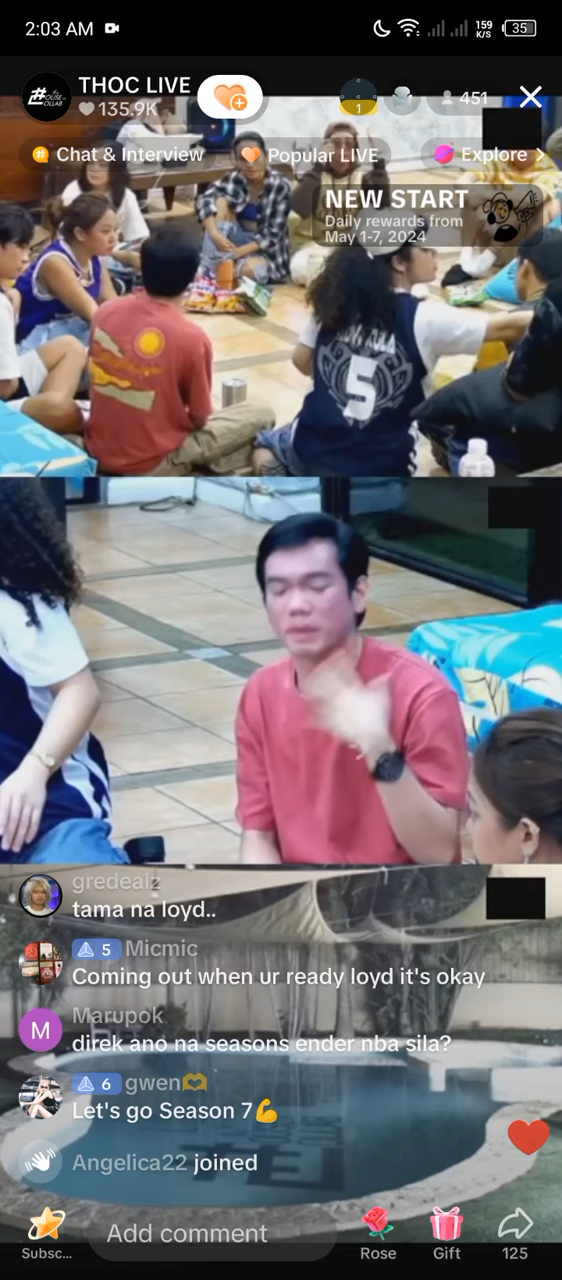 2:03 AM
159
K/S
35
THOC LIVE
135.9K
1
451
Chat & Interview
Popular LIVE
Explore
NEW START
Daily rewards from
May 1-7, 2024
5
gredealz
tama na loyd..
5 Micmic
Coming out when ur ready loyd it's okay
M
Marupok
direk ano na seasons ender nba sila?
6 gwen🫶
Let's go Season 7💪
Angelica22 joined
Subsc...
Add comment
Rose
Gift
125